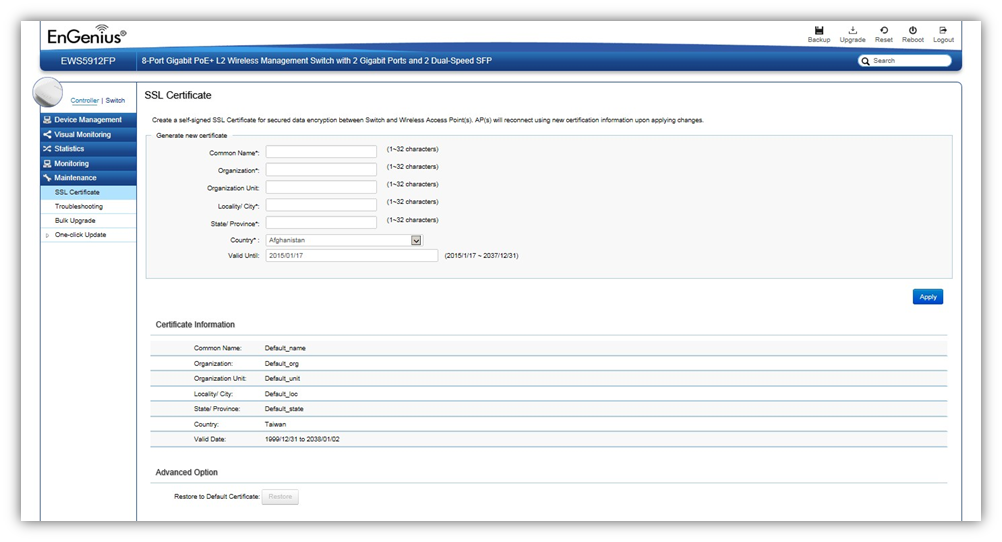 EnGenius®
Backup Upgrade Reset Reboot Logout
EWS5912FP 8-Port Gigabit PoE+ L2 Wireless Management Switch with 2 Gigabit Ports and 2 Dual-Speed SFP Search
Controller | Switch
Device Management
Visual Monitoring
Statistics
Monitoring
Maintenance
SSL Certificate
Troubleshooting
Bulk Upgrade
One-click Update
SSL Certificate
Create a self-signed SSL Certificate for secured data encryption between Switch and Wireless Access Point(s). AP(s) will reconnect using new certification information upon applying changes.
Generate new certificate
Common Name*: (1~32 characters)
Organization*: (1~32 characters)
Organization Unit: (1~32 characters)
Locality/ City*: (1~32 characters)
State/ Province*: (1~32 characters)
Country* : Afghanistan
Valid Until: 2015/01/17 (2015/1/17 ~ 2037/12/31)
Apply
Certificate Information
Common Name: Default_name
Organization: Default_org
Organization Unit: Default_unit
Locality/ City: Default_loc
State/ Province: Default_state
Country: Taiwan
Valid Date: 1999/12/31 to 2038/01/02
Advanced Option
Restore to Default Certificate: Restore